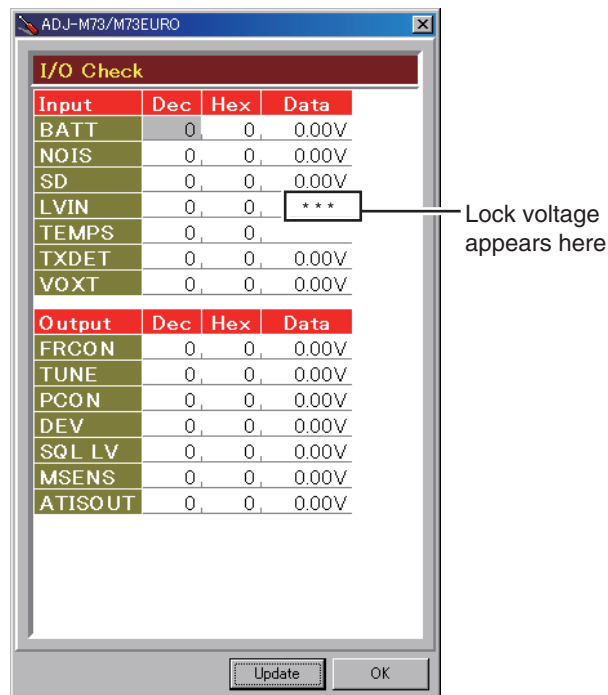 ADJ-M73/M73EURO
I/O Check
Input Dec Hex Data
BATT 0, 0, 0.00V
NOIS 0, 0, 0.00V
SD 0, 0, 0.00V
LVIN 0, 0, ***
TEMPS 0, 0,
TXDET 0, 0, 0.00V
VOXT 0, 0, 0.00V
Lock voltage
appears here
Output Dec Hex Data
FRCON 0, 0, 0.00V
TUNE 0, 0, 0.00V
PCON 0, 0, 0.00V
DEV 0, 0, 0.00V
SQL LV 0, 0, 0.00V
MSENS 0, 0, 0.00V
ATISOUT 0, 0, 0.00V
Update OK